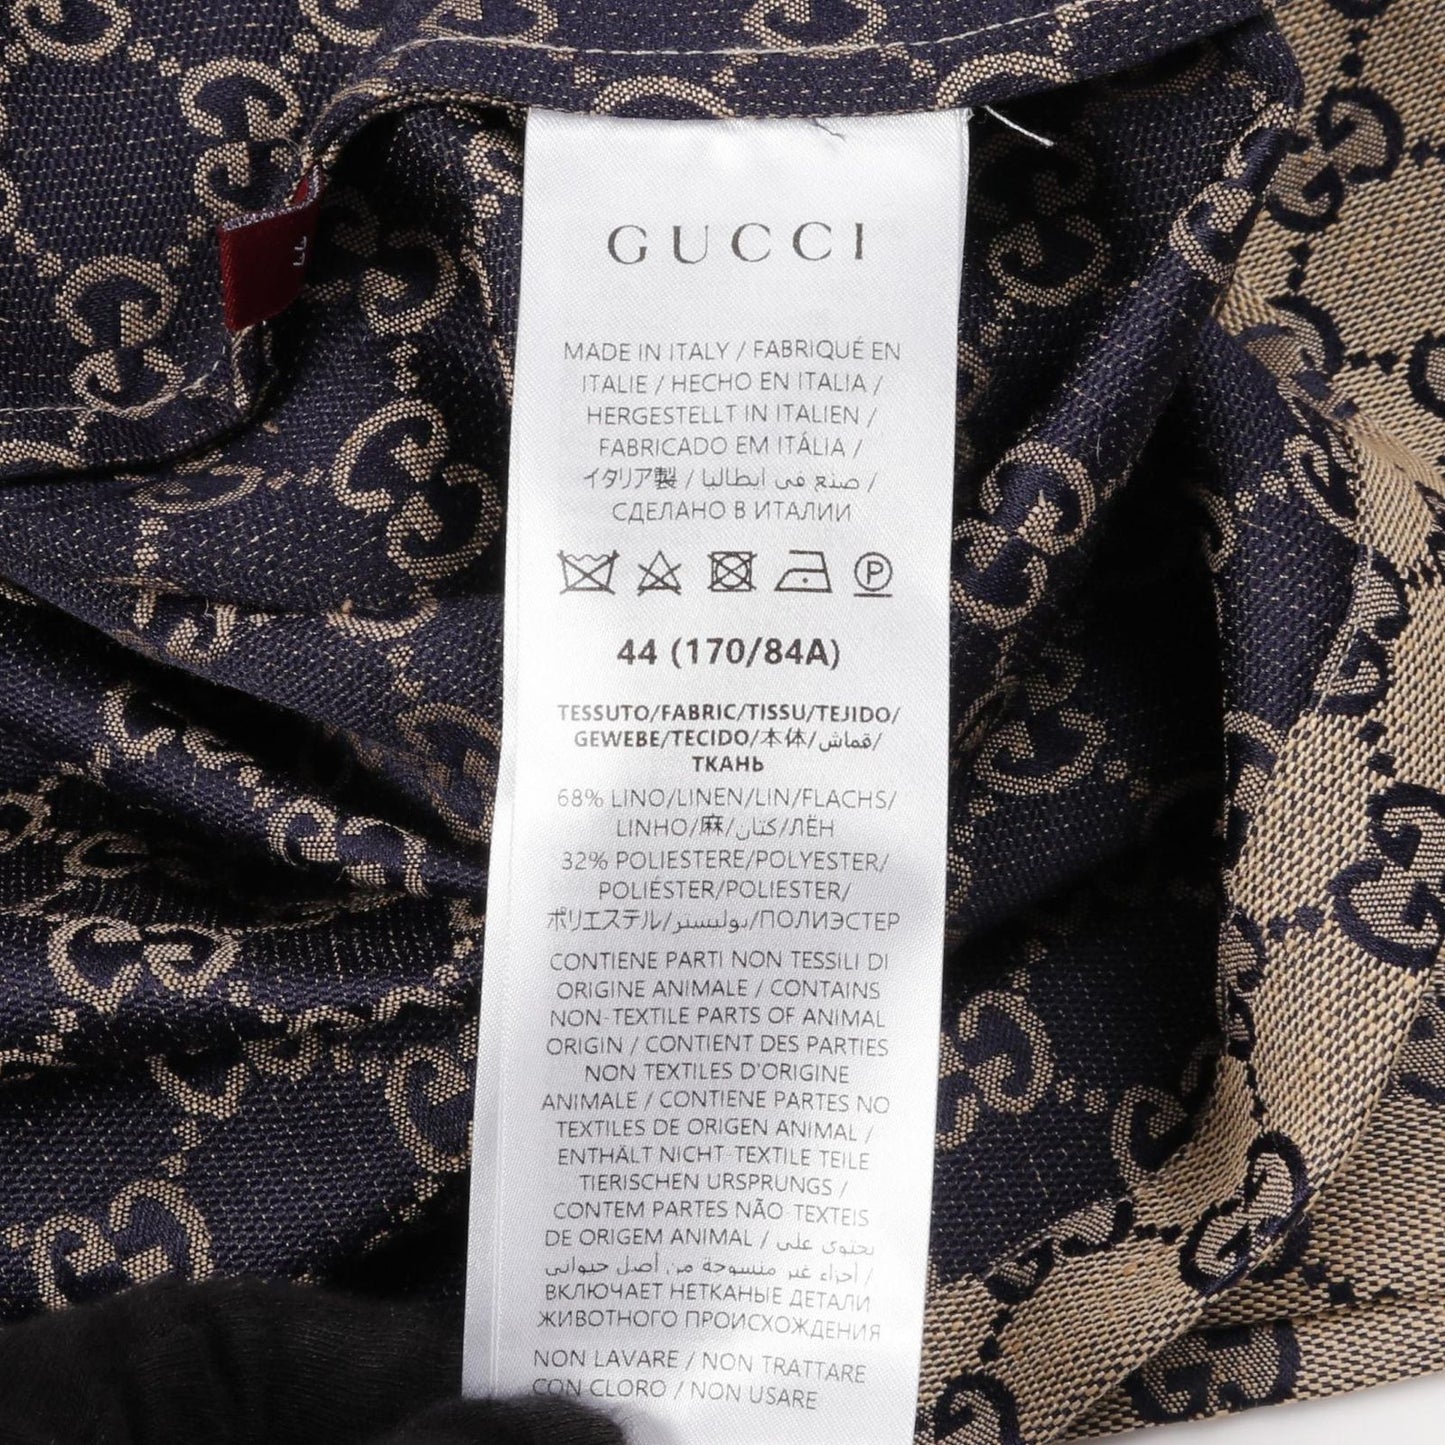 GUCCI
MADE IN ITALY / FABRIQUÉ EN
ITALIE / HECHO EN ITALIA /
HERGESTELLT IN ITALIEN /
FABRICADO EM ITÁLIA /
イタリア製 / صنع في ايطاليا /
СДЕЛАНО В ИТАЛИИ
P
44 (170/84A)
TESSUTO/FABRIC/TISSU/TEJIDO/
GEWEBE/TECIDO/本体/قماش/
ТКАНЬ
68% LINO/LINEN/LIN/FLACHS/
LINHO/麻/كتان/ЛЁН
32% POLIESTERE/POLYESTER/
POLIÉSTER/POLIESTER/
ポリエステル/بوليستر/ПОЛИЭСТЕР
CONTIENE PARTI NON TESSILI DI
ORIGINE ANIMALE / CONTAINS
NON-TEXTILE PARTS OF ANIMAL
ORIGIN / CONTIENT DES PARTIES
NON TEXTILES D'ORIGINE
ANIMALE / CONTIENE PARTES NO
TEXTILES DE ORIGEN ANIMAL /
ENTHÄLT NICHT-TEXTILE TEILE
TIERISCHEN URSPRUNGS /
CONTEM PARTES NÃO TEXTEIS
DE ORIGEM ANIMAL / يحتوى على
أجزاء غير منسوجة من أصل حيواني /
ВКЛЮЧАЕТ НЕТКАНЫЕ ДЕТАЛИ
ЖИВОТНОГО ПРОИСХОЖДЕНИЯ
NON LAVARE / NON TRATTARE
CON CLORO / NON USARE